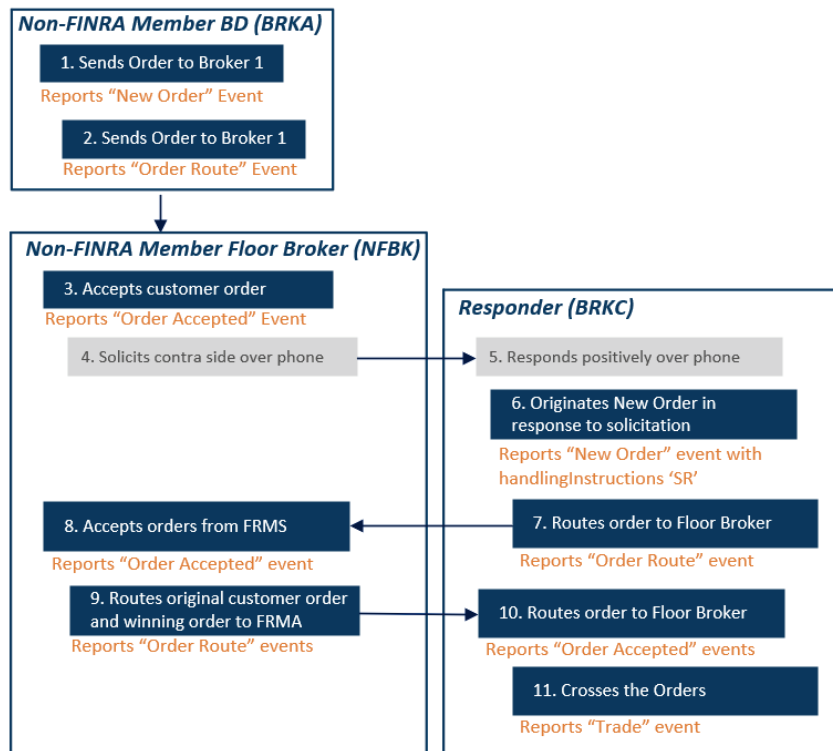 Non-FINRA Member BD (BRKA)
1. Sends Order to Broker 1
Reports “New Order” Event
2. Sends Order to Broker 1
Reports “Order Route” Event
Non-FINRA Member Floor Broker (NFBK)
3. Accepts customer order
Reports “Order Accepted” Event
Responder (BRKC)
4. Solicits contra side over phone
5. Responds positively over phone
6. Originates New Order in
response to solicitation
Reports “New Order” event with
handlingInstructions ‘SR’
7. Routes order to Floor Broker
Reports “Order Route” event
8. Accepts orders from FRMS
Reports “Order Accepted” event
9. Routes original customer order
and winning order to FRMA
Reports “Order Route” events
10. Routes order to Floor Broker
Reports “Order Accepted” events
11. Crosses the Orders
Reports “Trade” event